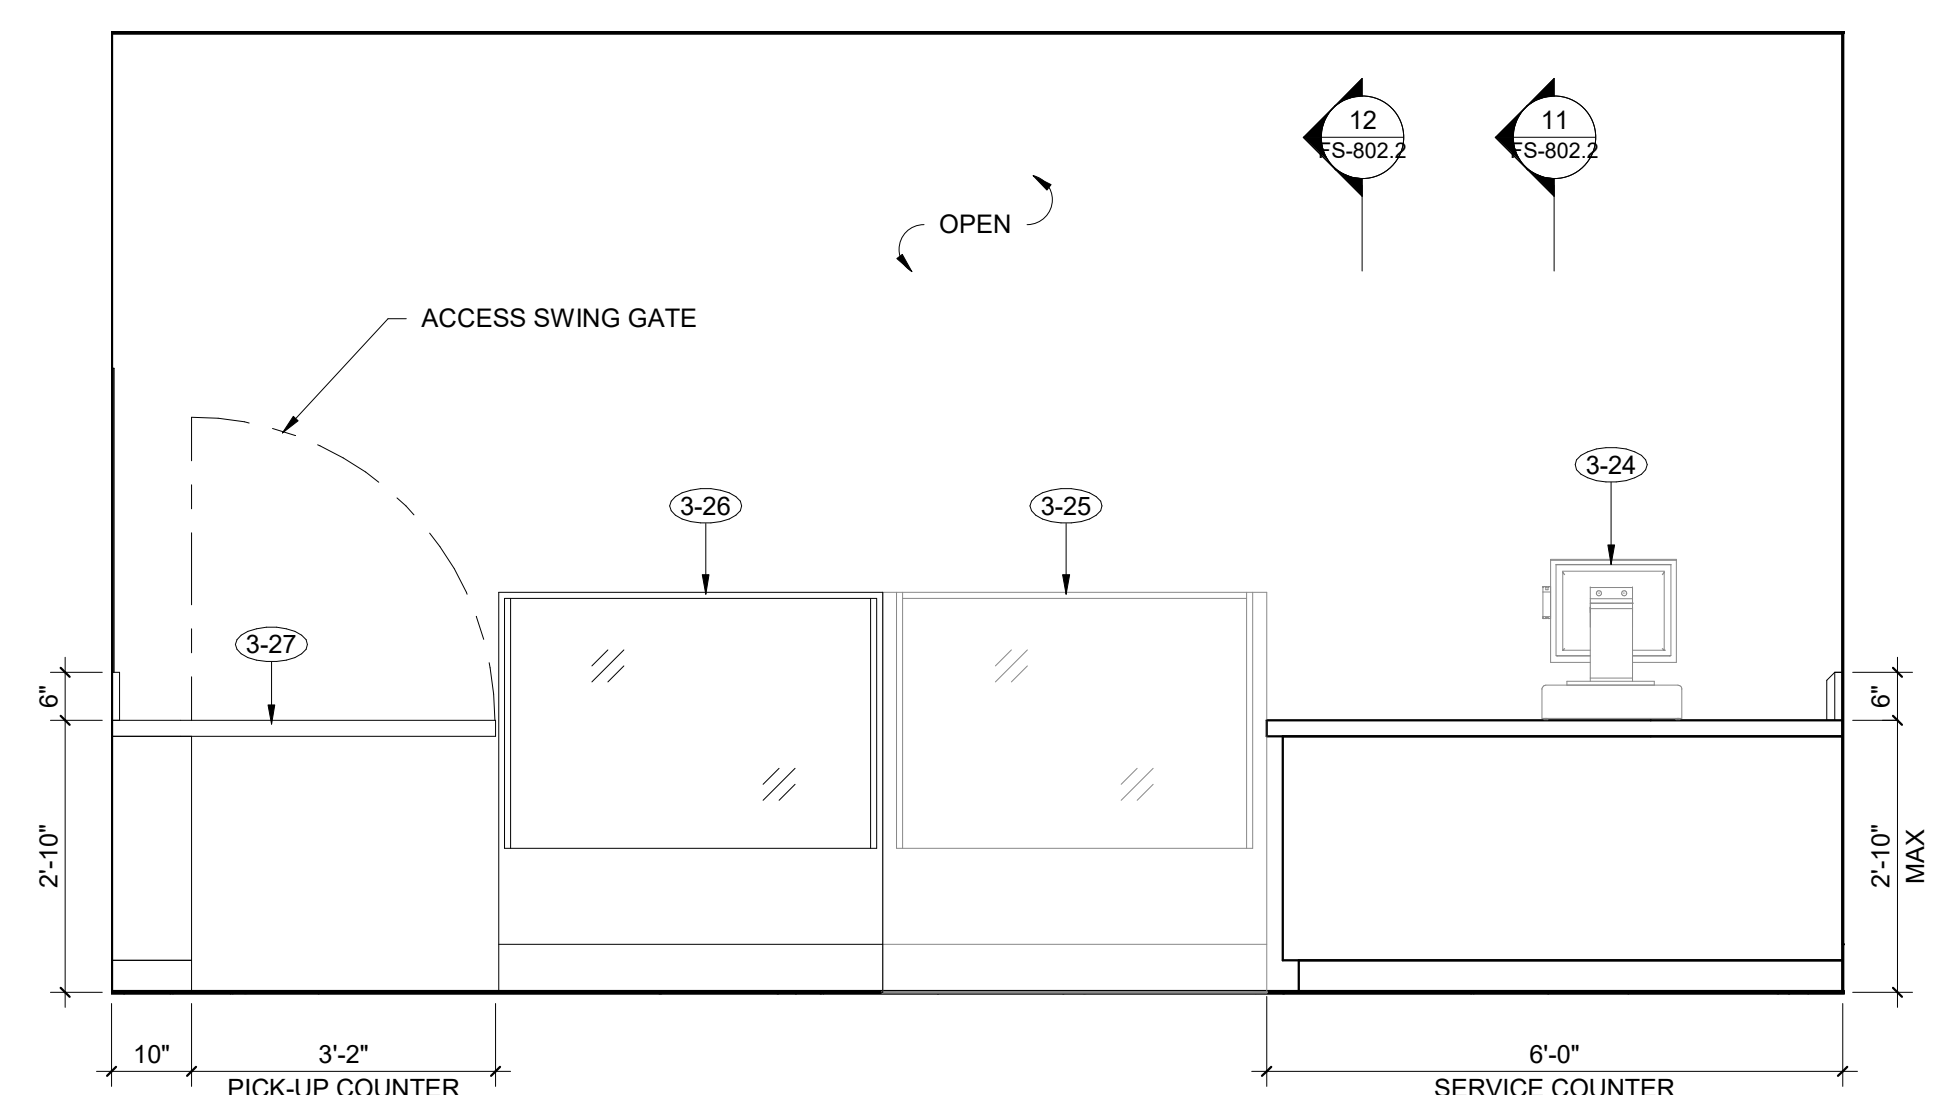 12
FS-802.2
11
FS-802.2
OPEN
ACCESS SWING GATE
3-24
3-26
3-25
3-27
6"
6"
2'-10"
2'-10"
MAX
10"
3'-2"
6'-0"
PICK-UP COUNTER
SERVICE COUNTER